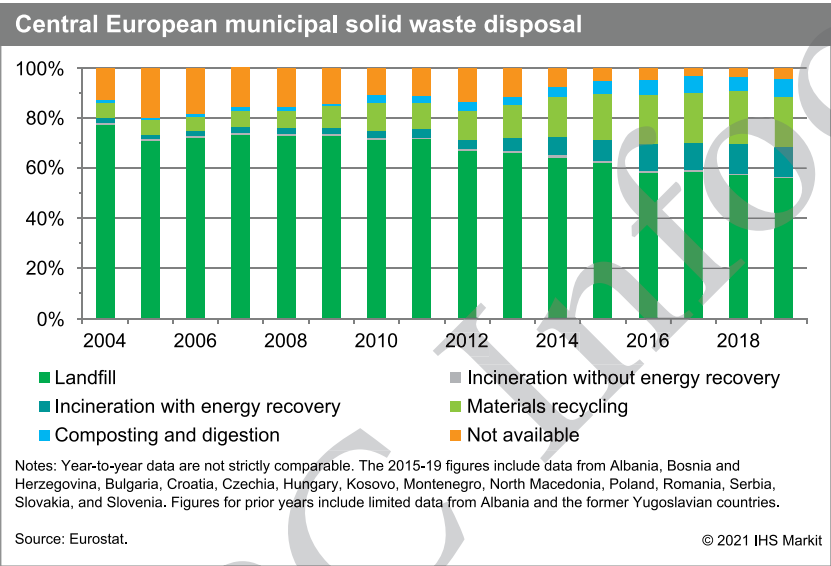 Central European municipal solid waste disposal
100%
80%
60%
40%
20%
0%
2004 2006 2008 2010 2012 2014 2016 2018
Landfill Incineration without energy recovery
Incineration with energy recovery Materials recycling
Composting and digestion Not available
Notes: Year-to-year data are not strictly comparable. The 2015-19 figures include data from Albania, Bosnia and
Herzegovina, Bulgaria, Croatia, Czechia, Hungary, Kosovo, Montenegro, North Macedonia, Poland, Romania, Serbia,
Slovakia, and Slovenia. Figures for prior years include limited data from Albania and the former Yugoslavian countries.
Source: Eurostat. © 2021 IHS Markit